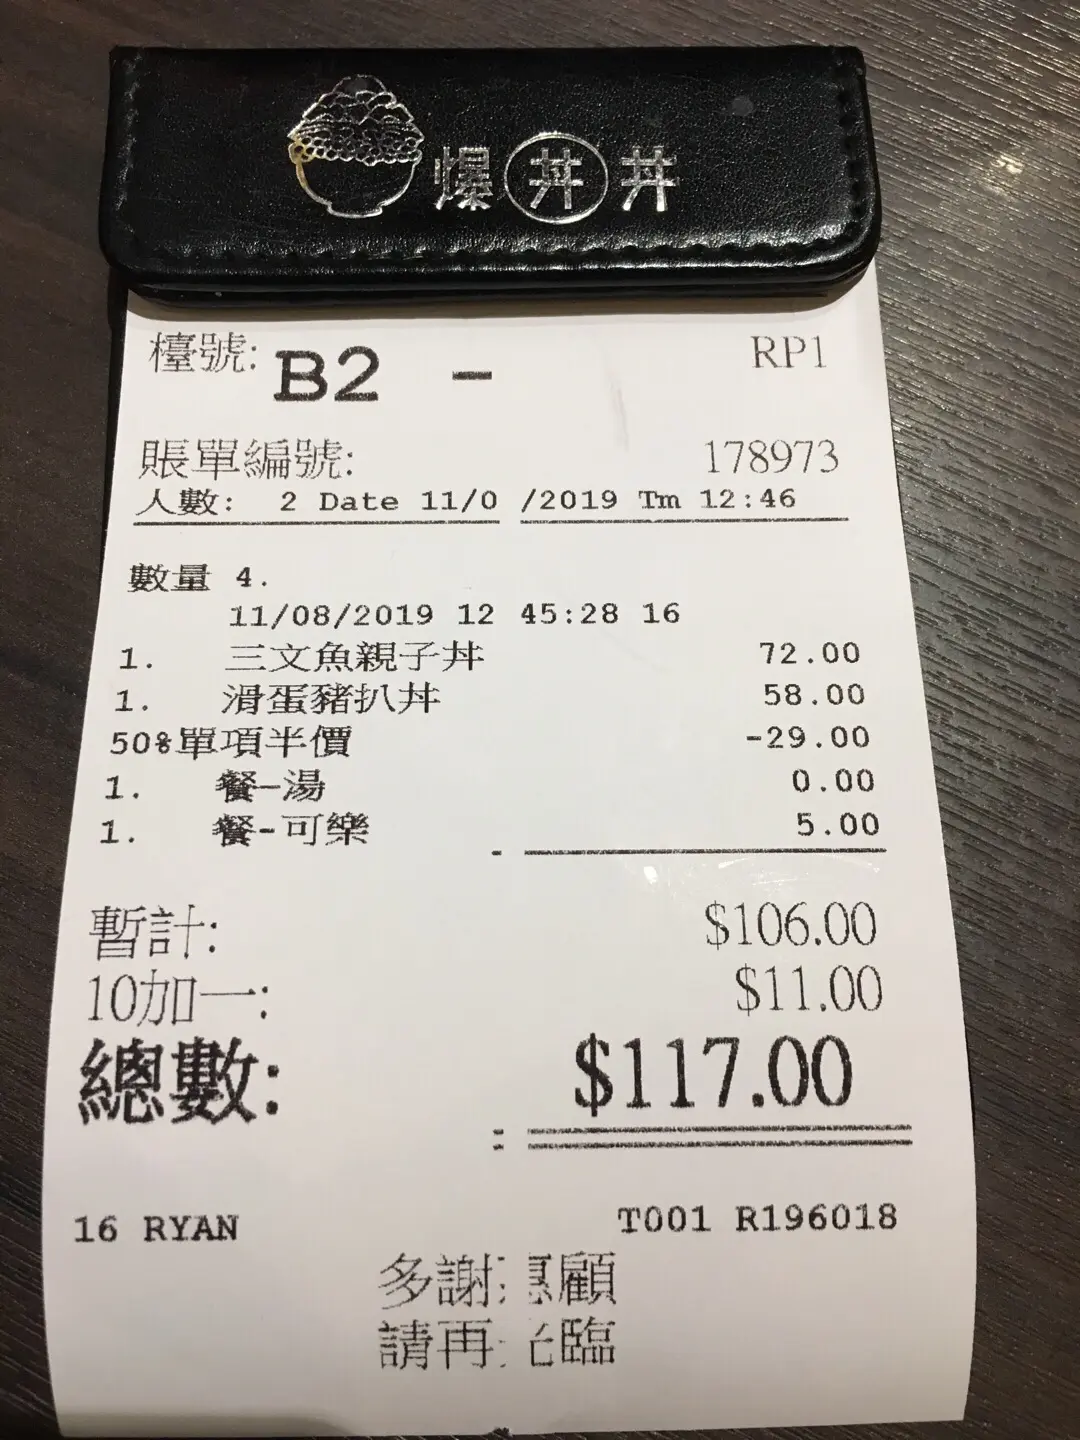 爆丼丼
檯號: B2 - RP1
賬單編號: 178973
人數: 2 Date 11/0 /2019 Tm 12:46
數量 4.
11/08/2019 12 45:28 16
1. 三文魚親子丼 72.00
1. 滑蛋豬扒丼 58.00
50%單項半價 -29.00
1. 餐-湯 0.00
1. 餐-可樂 5.00
暫計: $106.00
10加一: $11.00
總數: $117.00
16 RYAN T001 R196018
多謝惠顧
請再光臨